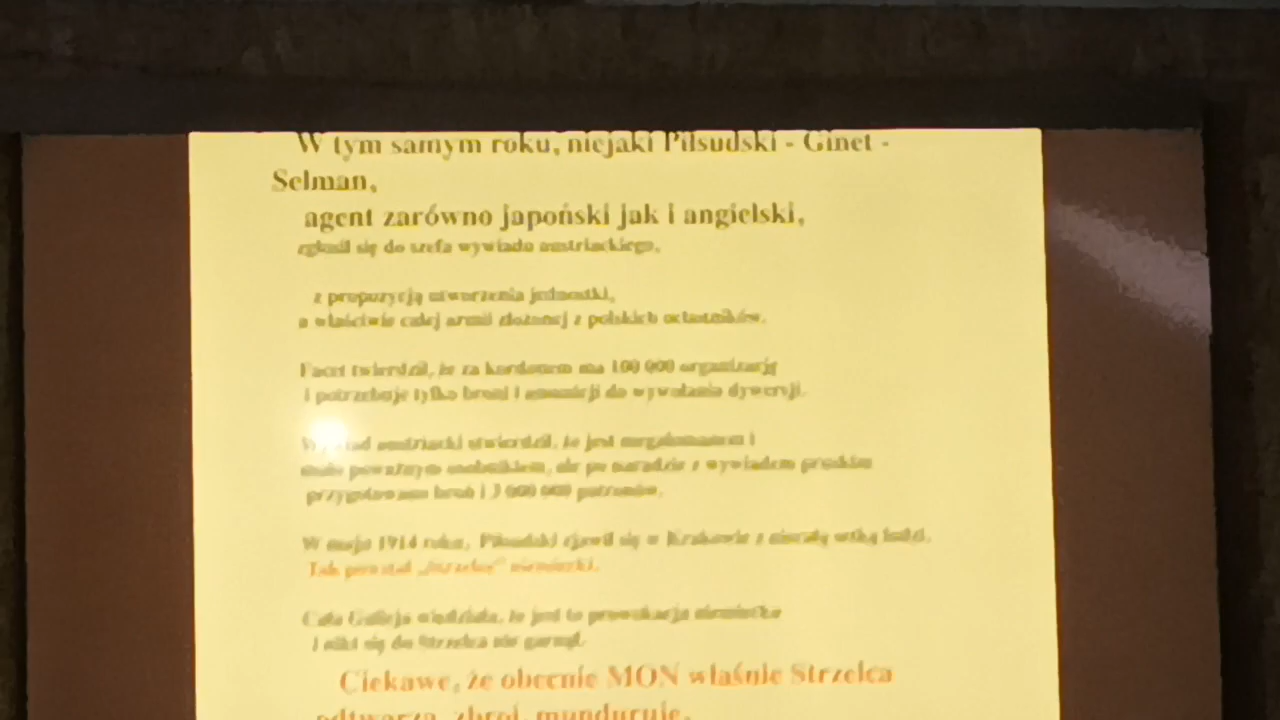 W tym samym roku, niejaki Piłsudski - Ginet -
Selman,
agent zarówno japoński jak i angielski,
zgłosił się do szefa wywiadu austriackiego,
z propozycją utworzenia jednostki,
a właściwie całej armii złożonej z polskich ochotników.
Facet twierdził, że za kordonem ma 100 000 organizację
i potrzebuje tylko broni i amunicji do wywołania dywersji.
austriacki stwierdził, że jest megalomanem i
mało poważnym osobnikiem, ale po naradzie z wywiadem pruskim
przygotowano broń i 3 000 000 patronów.
W maju 1914 roku, Piłsudski zjawił się w Krakowie z ludzi.
Tak powstał „Strzelec" niemiecki.
Cała Galicja wiedziała, że jest to prowokacja niemiecka
i nikt się do Strzelca nie garnął.
Ciekawe, że obecnie MON właśnie Strzelca
odtwarza, zbroi, munduruje.